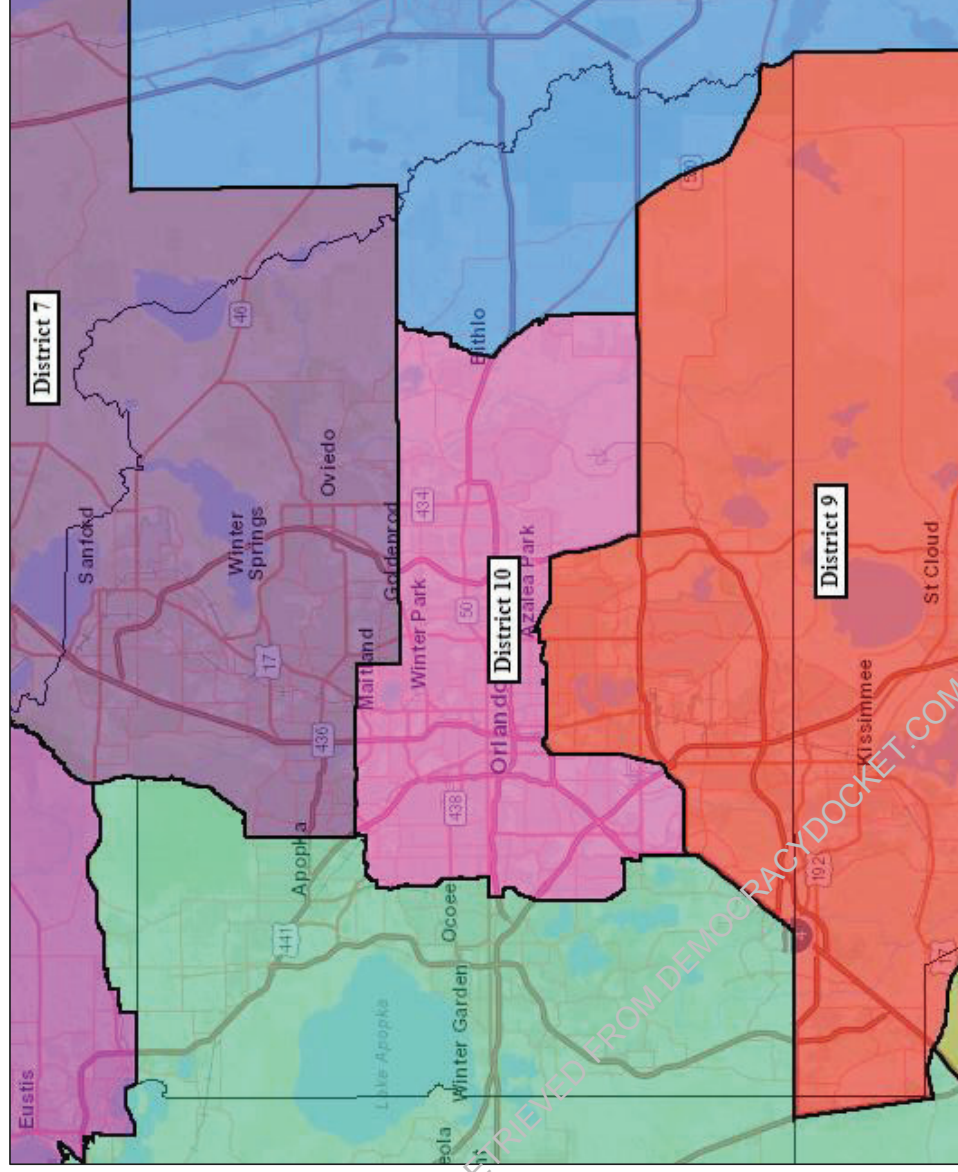 District 7
Sanford
46
Winter
Springs
Oviedo
17
436
Maitland
Goldenrod
434
Winter Park
50
District 10
Azalea Park
Orlando
438
Bithlo
Apopka
441
Ocoee
Lake Apopka
Winter Garden
Eustis
eola
District 9
St Cloud
Kissimmee
192
17
RETRIEVED FROM DEMOCRACYDOCKET.COM